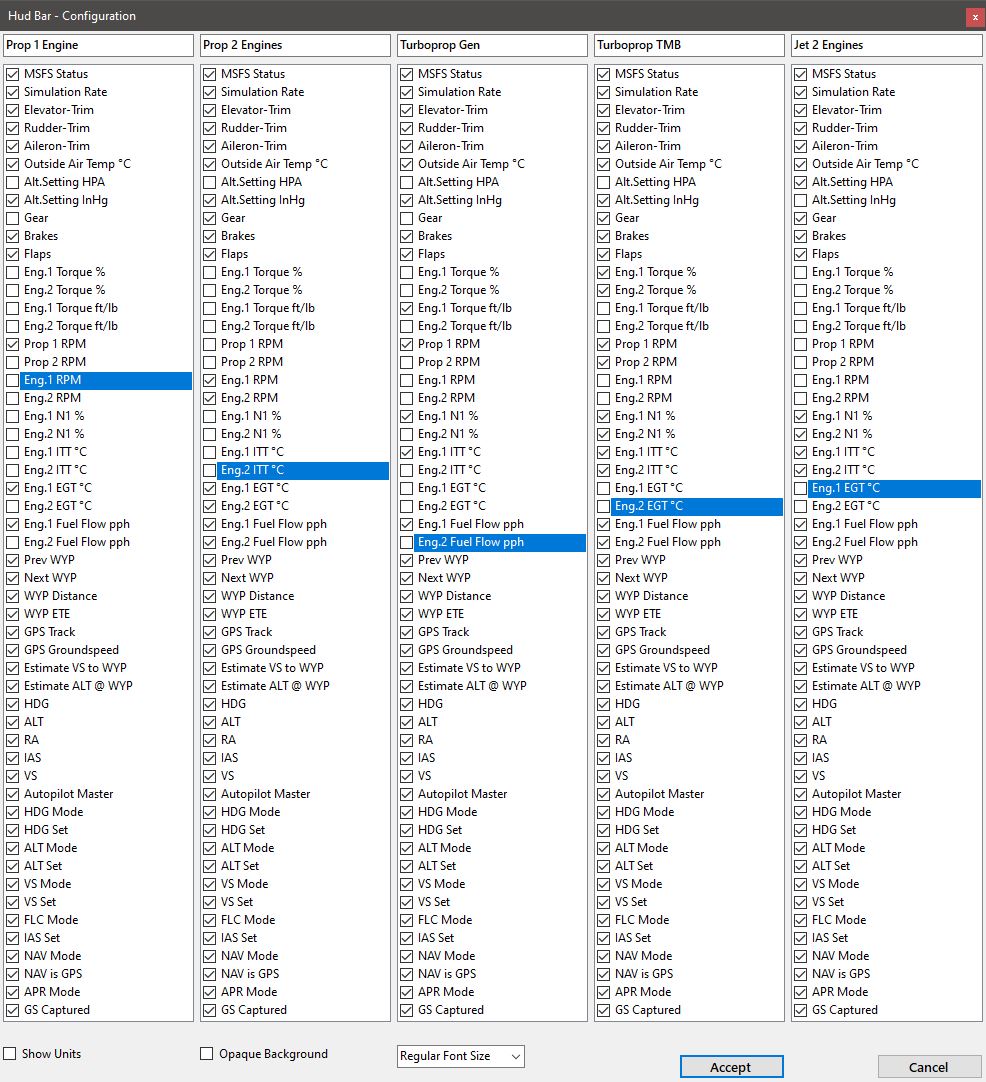 Hud Bar - Configuration
x
Prop 1 Engine
Prop 2 Engines
Turboprop Gen
Turboprop TMB
Jet 2 Engines
MSFS Status MSFS Status MSFS Status MSFS Status MSFS Status
Simulation Rate Simulation Rate Simulation Rate Simulation Rate Simulation Rate
Elevator-Trim Elevator-Trim Elevator-Trim Elevator-Trim Elevator-Trim
Rudder-Trim Rudder-Trim Rudder-Trim Rudder-Trim Rudder-Trim
Aileron-Trim Aileron-Trim Aileron-Trim Aileron-Trim Aileron-Trim
Outside Air Temp °C Outside Air Temp °C Outside Air Temp °C Outside Air Temp °C Outside Air Temp °C
Alt.Setting HPA Alt.Setting HPA Alt.Setting HPA Alt.Setting HPA Alt.Setting HPA
Alt.Setting InHg Alt.Setting InHg Alt.Setting InHg Alt.Setting InHg Alt.Setting InHg
Gear Gear Gear Gear Gear
Brakes Brakes Brakes Brakes Brakes
Flaps Flaps Flaps Flaps Flaps
Eng.1 Torque % Eng.1 Torque % Eng.1 Torque % Eng.1 Torque % Eng.1 Torque %
Eng.2 Torque % Eng.2 Torque % Eng.2 Torque % Eng.2 Torque % Eng.2 Torque %
Eng.1 Torque ft/lb Eng.1 Torque ft/lb Eng.1 Torque ft/lb Eng.1 Torque ft/lb Eng.1 Torque ft/lb
Eng.2 Torque ft/lb Eng.2 Torque ft/lb Eng.2 Torque ft/lb Eng.2 Torque ft/lb Eng.2 Torque ft/lb
Prop 1 RPM Prop 1 RPM Prop 1 RPM Prop 1 RPM Prop 1 RPM
Prop 2 RPM Prop 2 RPM Prop 2 RPM Prop 2 RPM Prop 2 RPM
Eng.1 RPM Eng.1 RPM Eng.1 RPM Eng.1 RPM Eng.1 RPM
Eng.2 RPM Eng.2 RPM Eng.2 RPM Eng.2 RPM Eng.2 RPM
Eng.1 N1 % Eng.1 N1 % Eng.1 N1 % Eng.1 N1 % Eng.1 N1 %
Eng.2 N1 % Eng.2 N1 % Eng.2 N1 % Eng.2 N1 % Eng.2 N1 %
Eng.1 ITT °C Eng.1 ITT °C Eng.1 ITT °C Eng.1 ITT °C Eng.1 ITT °C
Eng.2 ITT °C Eng.2 ITT °C Eng.2 ITT °C Eng.2 ITT °C Eng.2 ITT °C
Eng.1 EGT °C Eng.1 EGT °C Eng.1 EGT °C Eng.1 EGT °C Eng.1 EGT °C
Eng.2 EGT °C Eng.2 EGT °C Eng.2 EGT °C Eng.2 EGT °C Eng.2 EGT °C
Eng.1 Fuel Flow pph Eng.1 Fuel Flow pph Eng.1 Fuel Flow pph Eng.1 Fuel Flow pph Eng.1 Fuel Flow pph
Eng.2 Fuel Flow pph Eng.2 Fuel Flow pph Eng.2 Fuel Flow pph Eng.2 Fuel Flow pph Eng.2 Fuel Flow pph
Prev WYP Prev WYP Prev WYP Prev WYP Prev WYP
Next WYP Next WYP Next WYP Next WYP Next WYP
WYP Distance WYP Distance WYP Distance WYP Distance WYP Distance
WYP ETE WYP ETE WYP ETE WYP ETE WYP ETE
GPS Track GPS Track GPS Track GPS Track GPS Track
GPS Groundspeed GPS Groundspeed GPS Groundspeed GPS Groundspeed GPS Groundspeed
Estimate VS to WYP Estimate VS to WYP Estimate VS to WYP Estimate VS to WYP Estimate VS to WYP
Estimate ALT @ WYP Estimate ALT @ WYP Estimate ALT @ WYP Estimate ALT @ WYP Estimate ALT @ WYP
HDG HDG HDG HDG HDG
ALT ALT ALT ALT ALT
RA RA RA RA RA
IAS IAS IAS IAS IAS
VS VS VS VS VS
Autopilot Master Autopilot Master Autopilot Master Autopilot Master Autopilot Master
HDG Mode HDG Mode HDG Mode HDG Mode HDG Mode
HDG Set HDG Set HDG Set HDG Set HDG Set
ALT Mode ALT Mode ALT Mode ALT Mode ALT Mode
ALT Set ALT Set ALT Set ALT Set ALT Set
VS Mode VS Mode VS Mode VS Mode VS Mode
VS Set VS Set VS Set VS Set VS Set
FLC Mode FLC Mode FLC Mode FLC Mode FLC Mode
IAS Set IAS Set IAS Set IAS Set IAS Set
NAV Mode NAV Mode NAV Mode NAV Mode NAV Mode
NAV is GPS NAV is GPS NAV is GPS NAV is GPS NAV is GPS
APR Mode APR Mode APR Mode APR Mode APR Mode
GS Captured GS Captured GS Captured GS Captured GS Captured
Show Units
Opaque Background
Regular Font Size
Accept
Cancel